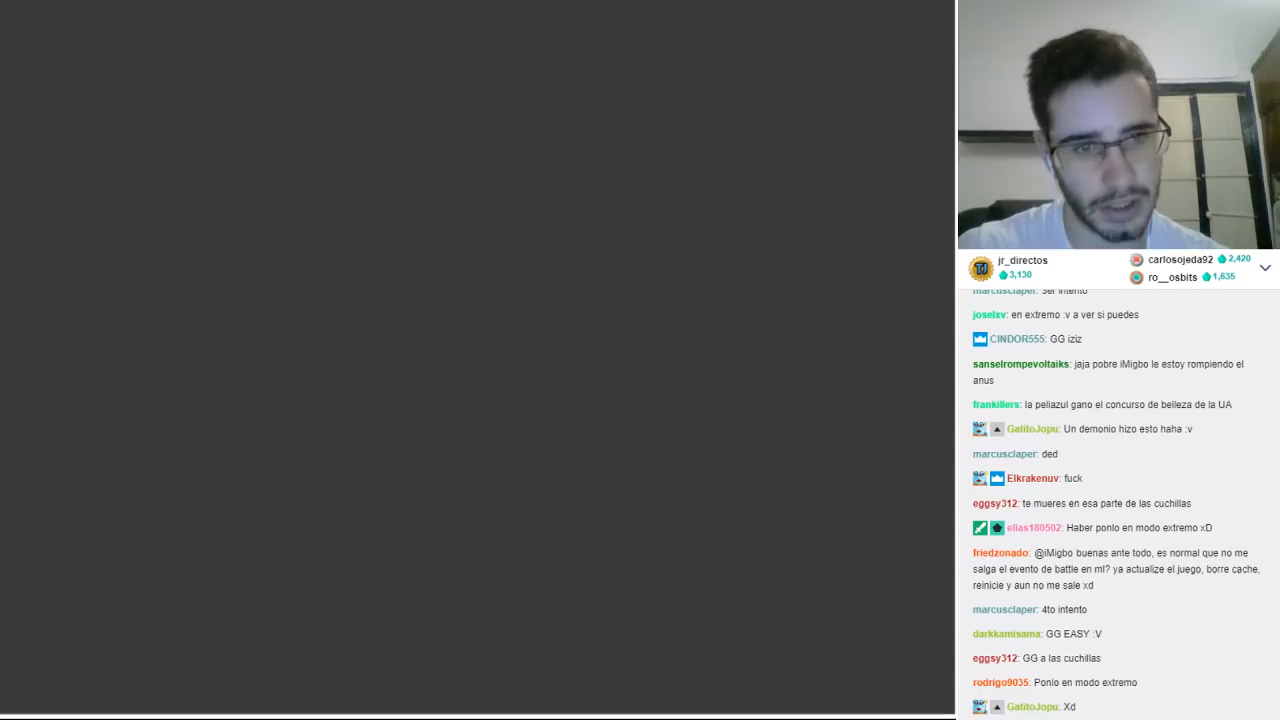 jr_directos
3,130
carlosojeda92 2,420
ro__osbits 1,635
marcusclaper: 3er intento
joselxv: en extremo :v a ver si puedes
CINDOR555: GG iziz
sanselrompevoltaiks: jaja pobre iMigbo le estoy rompiendo el
anus
frankillers: la peliazul gano el concurso de belleza de la UA
GatitoJopu: Un demonio hizo esto haha :v
marcusclaper: ded
Elkrakenuv: fuck
eggsy312: te mueres en esa parte de las cuchillas
elias180502: Haber ponlo en modo extremo xD
friedzonado: @iMigbo buenas ante todo, es normal que no me
salga el evento de battle en ml? ya actualize el juego, borre cache,
reinicie y aun no me sale xd
marcusclaper: 4to intento
darkkamisama: GG EASY :V
eggsy312: GG a las cuchillas
rodrigo9035: Ponlo en modo extremo
GatitoJopu: Xd